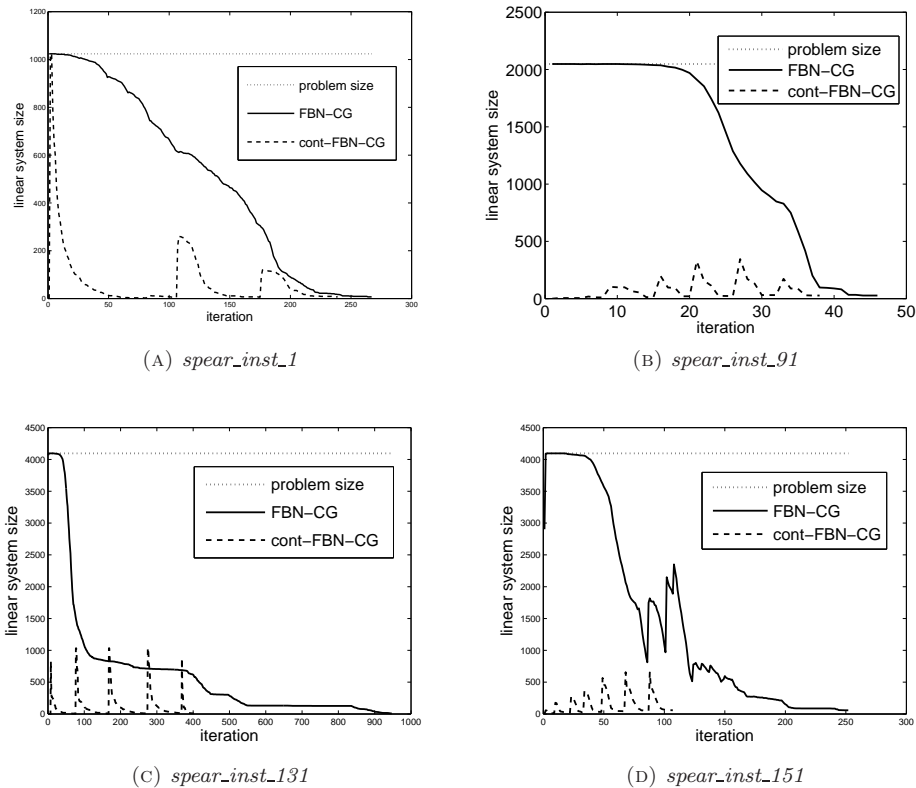 1200
1000
800
600
400
200
0
linear system size
problem size
FBN−CG
cont−FBN−CG
0 50 100 150 200 250 300
iteration
(A) spear_inst_1
2500
2000
1500
1000
500
0
linear system size
problem size
FBN−CG
cont−FBN−CG
0 10 20 30 40 50
iteration
(B) spear_inst_91
4500
4000
3500
3000
2500
2000
1500
1000
500
0
linear system size
problem size
FBN−CG
cont−FBN−CG
0 100 200 300 400 500 600 700 800 900 1000
iteration
(C) spear_inst_131
4500
4000
3500
3000
2500
2000
1500
1000
500
0
linear system size
problem size
FBN−CG
cont−FBN−CG
0 50 100 150 200 250 300
iteration
(D) spear_inst_151